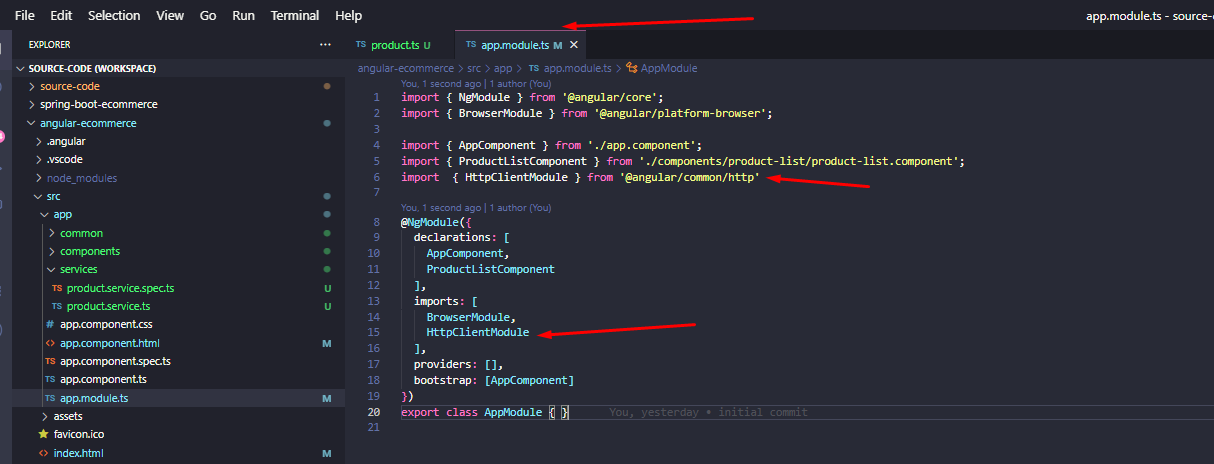 File Edit Selection View Go Run Terminal Help
app.module.ts - source-c
EXPLORER ...
TS product.ts U
TS app.module.ts M ✕
SOURCE-CODE (WORKSPACE)
source-code
spring-boot-ecommerce
angular-ecommerce
.angular
.vscode
node_modules
src
app
common
components
services
TS product.service.spec.ts U
TS product.service.ts U
# app.component.css
<> app.component.html M
TS app.component.spec.ts
TS app.component.ts
TS app.module.ts M
assets
favicon.ico
<> index.html M
angular-ecommerce > src > app > TS app.module.ts > AppModule
You, 1 second ago | 1 author (You)
1 import { NgModule } from '@angular/core';
2 import { BrowserModule } from '@angular/platform-browser';
3
4 import { AppComponent } from './app.component';
5 import { ProductListComponent } from './components/product-list/product-list.component';
6 import  { HttpClientModule } from '@angular/common/http'
7
You, 1 second ago | 1 author (You)
8 @NgModule({
9   declarations: [
10     AppComponent,
11     ProductListComponent
12   ],
13   imports: [
14     BrowserModule,
15     HttpClientModule
16   ],
17   providers: [],
18   bootstrap: [AppComponent]
19 })
20 export class AppModule { } You, yesterday • initial commit
21